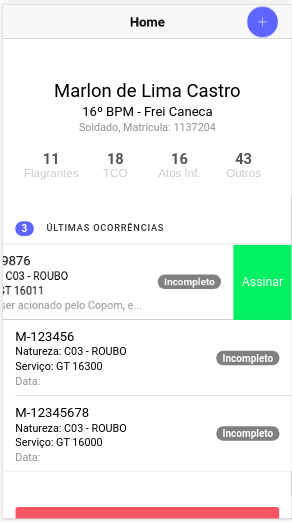 Home
+
Marlon de Lima Castro
16º BPM - Frei Caneca
Soldado, Matricula: 1137204
11 18 16 43
Flagrantes TCO Atos Inf. Outros
3 ÚLTIMAS OCORRÊNCIAS
9876
C03 - ROUBO
GT 16011
ser acionado pelo Copom, e...
Incompleto
Assinar
M-123456
Natureza: C03 - ROUBO
Serviço: GT 16300
Data:
Incompleto
M-12345678
Natureza: C03 - ROUBO
Serviço: GT 16000
Data:
Incompleto